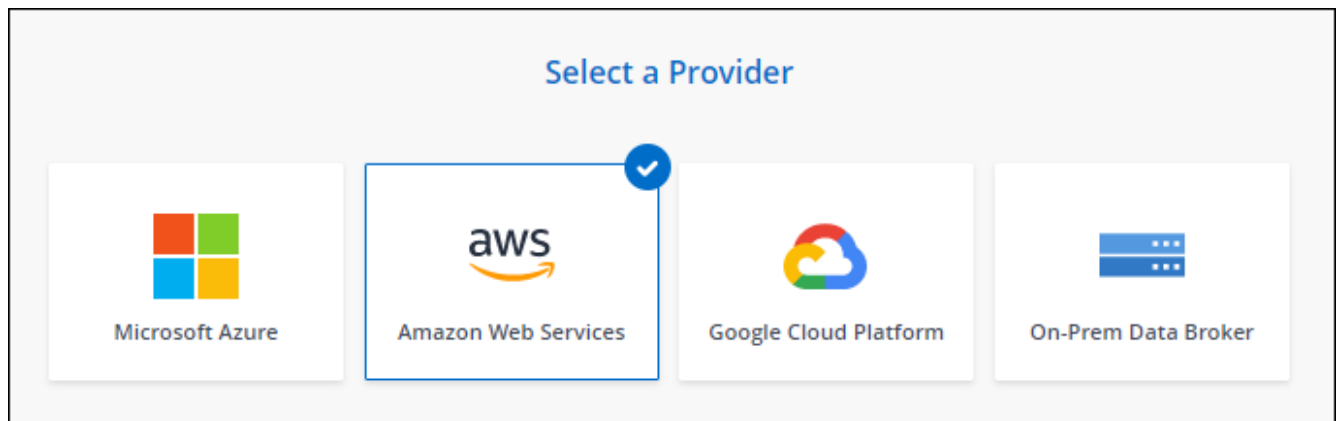 Select a Provider
aws
Microsoft Azure
Amazon Web Services
Google Cloud Platform
On-Prem Data Broker